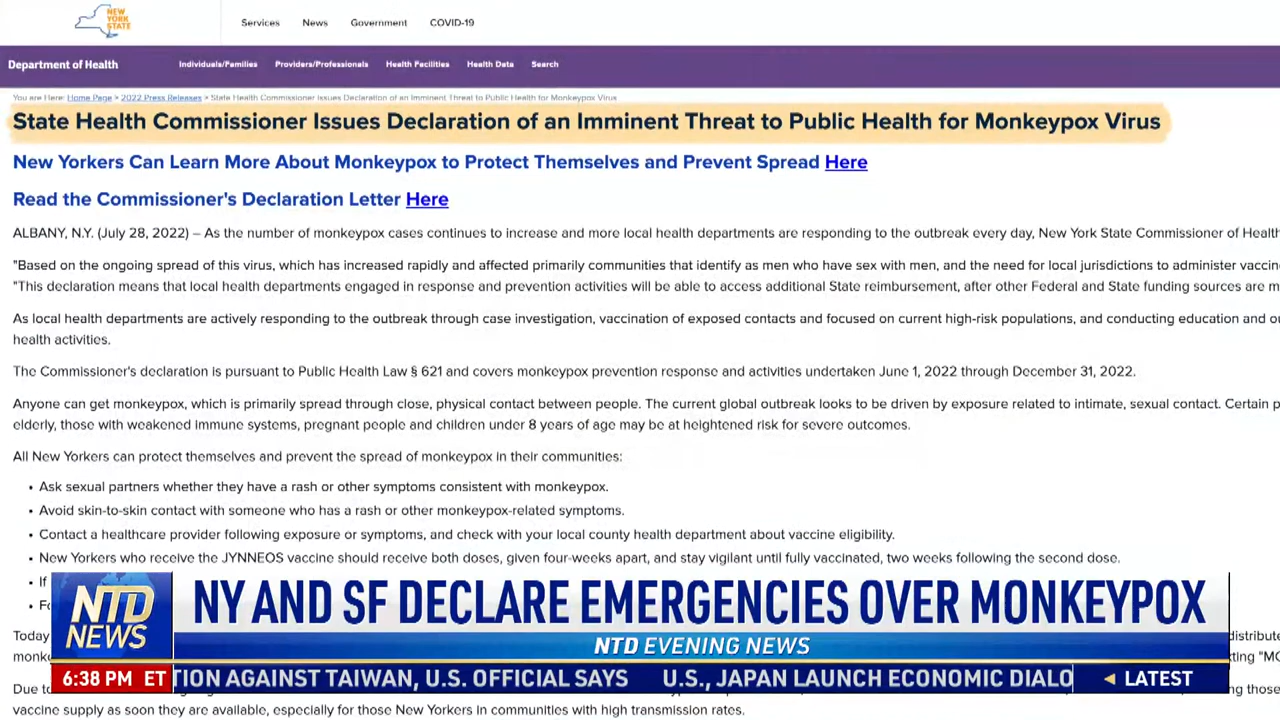 NEW
YORK
STATE
Services News Government COVID-19
Department of Health Individuals/Families Providers/Professionals Health Facilities Health Data Search
You are Here: Home Page > 2022 Press Releases > State Health Commissioner Issues Declaration of an Imminent Threat to Public Health for Monkeypox Virus
State Health Commissioner Issues Declaration of an Imminent Threat to Public Health for Monkeypox Virus
New Yorkers Can Learn More About Monkeypox to Protect Themselves and Prevent Spread Here
Read the Commissioner's Declaration Letter Here
ALBANY, N.Y. (July 28, 2022) – As the number of monkeypox cases continues to increase and more local health departments are responding to the outbreak every day, New York State Commissioner of Health
"Based on the ongoing spread of this virus, which has increased rapidly and affected primarily communities that identify as men who have sex with men, and the need for local jurisdictions to administer vaccin
"This declaration means that local health departments engaged in response and prevention activities will be able to access additional State reimbursement, after other Federal and State funding sources are m
As local health departments are actively responding to the outbreak through case investigation, vaccination of exposed contacts and focused on current high-risk populations, and conducting education and ou
health activities.
The Commissioner's declaration is pursuant to Public Health Law § 621 and covers monkeypox prevention response and activities undertaken June 1, 2022 through December 31, 2022.
Anyone can get monkeypox, which is primarily spread through close, physical contact between people. The current global outbreak looks to be driven by exposure related to intimate, sexual contact. Certain p
elderly, those with weakened immune systems, pregnant people and children under 8 years of age may be at heightened risk for severe outcomes.
All New Yorkers can protect themselves and prevent the spread of monkeypox in their communities:
• Ask sexual partners whether they have a rash or other symptoms consistent with monkeypox.
• Avoid skin-to-skin contact with someone who has a rash or other monkeypox-related symptoms.
• Contact a healthcare provider following exposure or symptoms, and check with your local county health department about vaccine eligibility.
• New Yorkers who receive the JYNNEOS vaccine should receive both doses, given four-weeks apart, and stay vigilant until fully vaccinated, two weeks following the second dose.
• If
Today distribute
monke
Due to ng those
vaccine supply as soon they are available, especially for those New Yorkers in communities with high transmission rates.
NTD
NEWS
NY AND SF DECLARE EMERGENCIES OVER MONKEYPOX
NTD EVENING NEWS
6:38 PM ET TION AGAINST TAIWAN, U.S. OFFICIAL SAYS U.S., JAPAN LAUNCH ECONOMIC DIALO LATEST